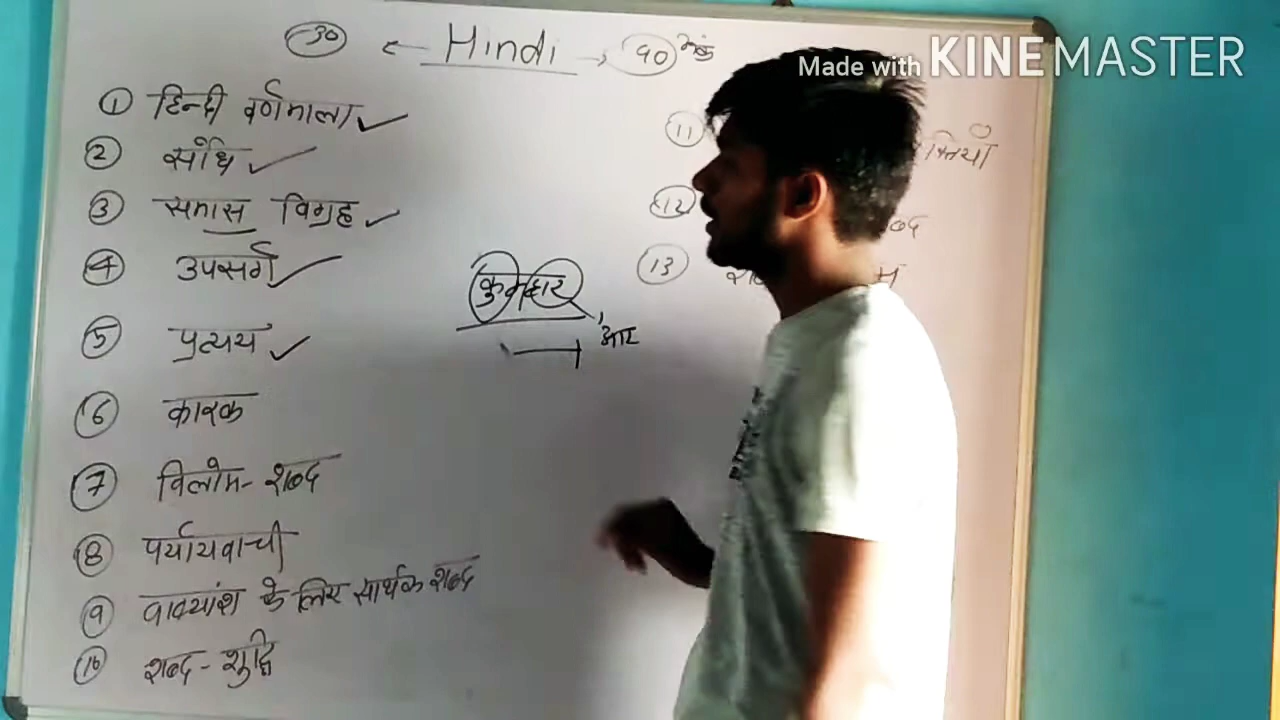 Made with KINEMASTER
30 ← Hindi → 90 अंक
1 हिन्दी वर्णमाला ✓
2 संधि ✓
3 समास विग्रह ✓
4 उपसर्ग ✓
5 प्रत्यय ✓
6 कारक
7 विलोम-शब्द
8 पर्यायवाची
9 वाक्यांश के लिए सार्थक शब्द
10 शब्द-शुद्धि
कुम्हार
आर
11
12
13